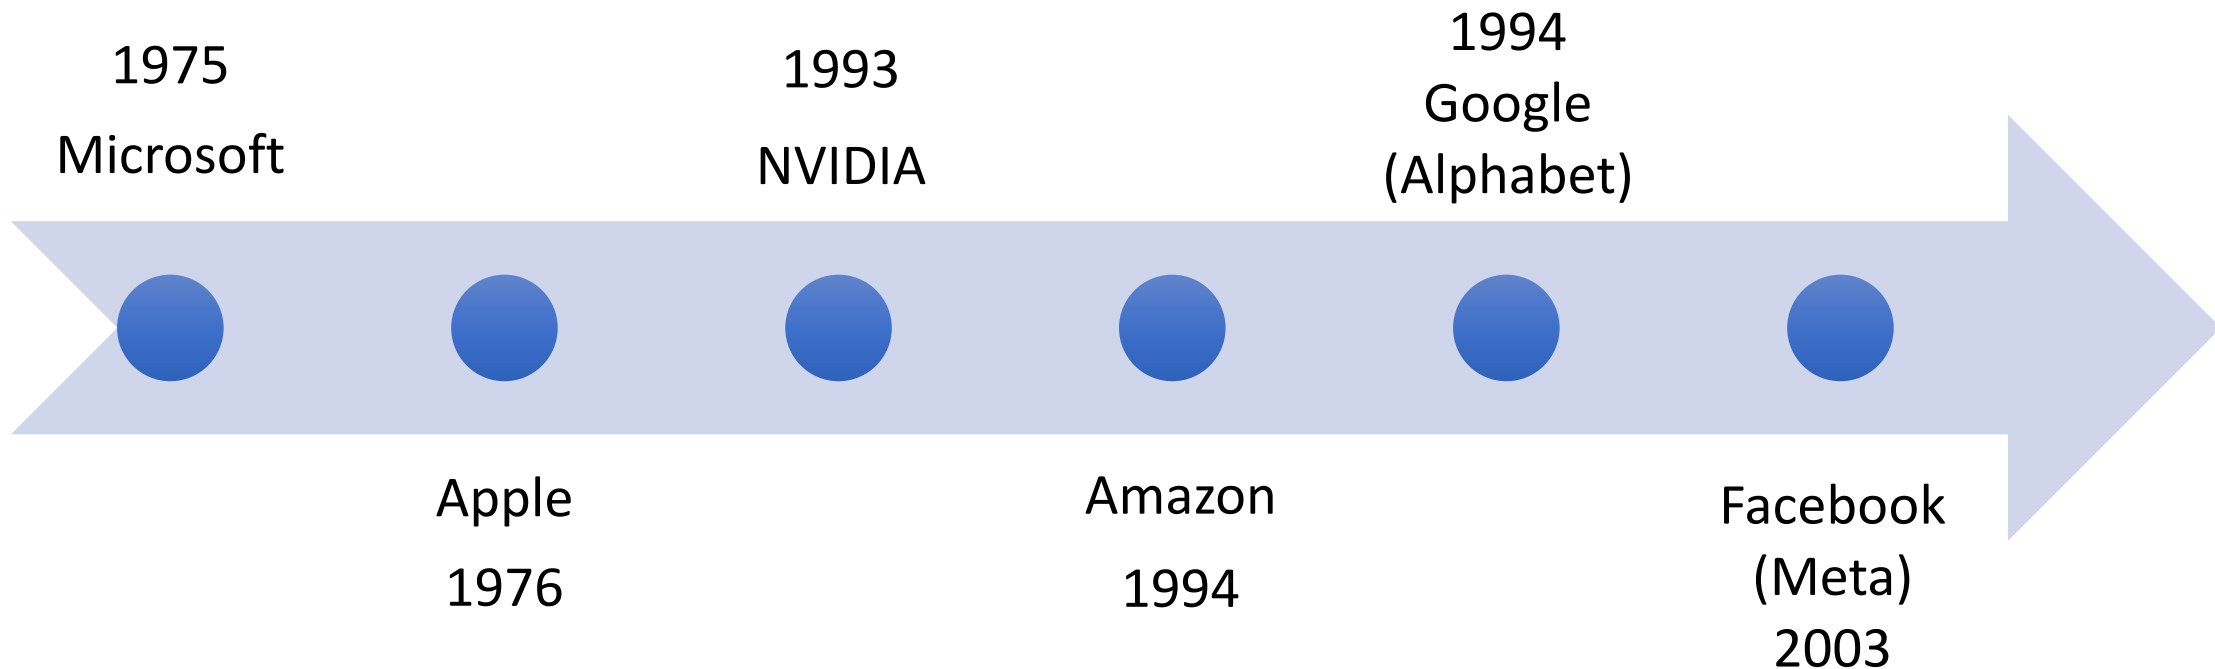 1975
Microsoft
Apple
1976
1993
NVIDIA
Amazon
1994
1994
Google
(Alphabet)
Facebook
(Meta)
2003